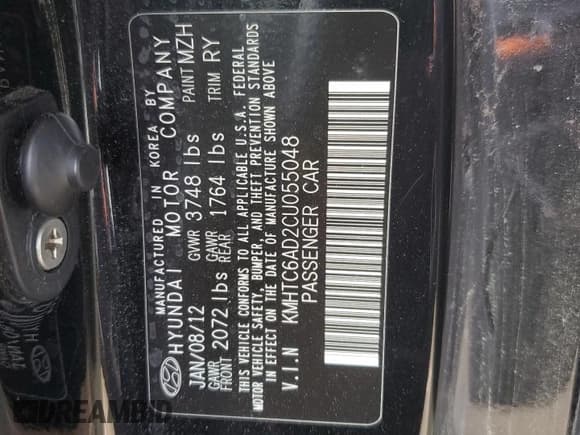 MANUFACTURED IN KOREA BY
HYUNDAI MOTOR COMPANY
JAN/08/12 GVWR 3748 lbs PAINT MZH
GAWR FRONT 2072 lbs GAWR REAR 1764 lbs TRIM RY
THIS VEHICLE CONFORMS TO ALL APPLICABLE U.S.A. FEDERAL
MOTOR VEHICLE SAFETY, BUMPER, AND THEFT PREVENTION STANDARDS
IN EFFECT ON THE DATE OF MANUFACTURE SHOWN ABOVE
V.I.N KMHTC6AD2CU055048
PASSENGER CAR
DREAMBID